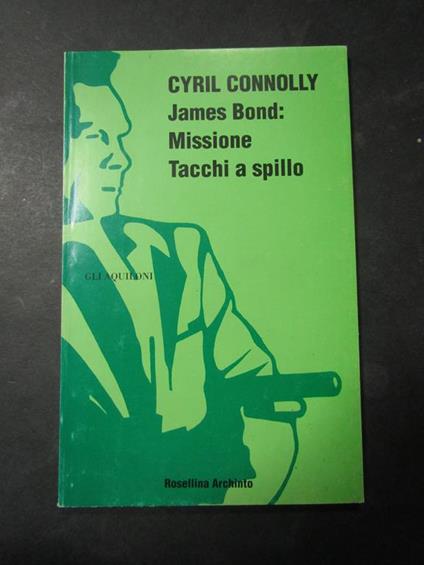 CYRIL CONNOLLY
James Bond:
Missione
Tacchi a spillo
GLI AQUILONI
Rosellina Archinto